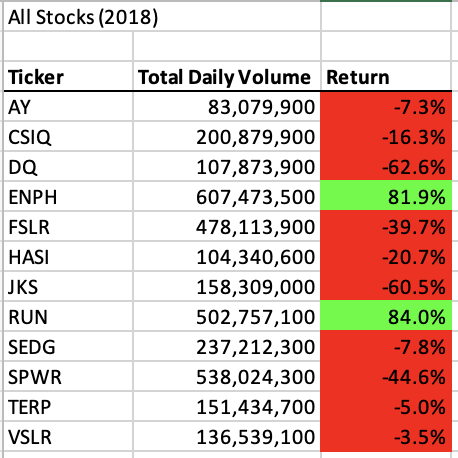 All Stocks (2018)
Ticker Total Daily Volume Return
AY 83,079,900 -7.3%
CSIQ 200,879,900 -16.3%
DQ 107,873,900 -62.6%
ENPH 607,473,500 81.9%
FSLR 478,113,900 -39.7%
HASI 104,340,600 -20.7%
JKS 158,309,000 -60.5%
RUN 502,757,100 84.0%
SEDG 237,212,300 -7.8%
SPWR 538,024,300 -44.6%
TERP 151,434,700 -5.0%
VSLR 136,539,100 -3.5%